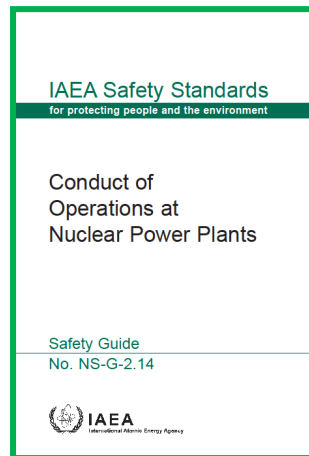 IAEA Safety Standards
for protecting people and the environment
Conduct of
Operations at
Nuclear Power Plants
Safety Guide
No. NS-G-2.14
IAEA
International Atomic Energy Agency